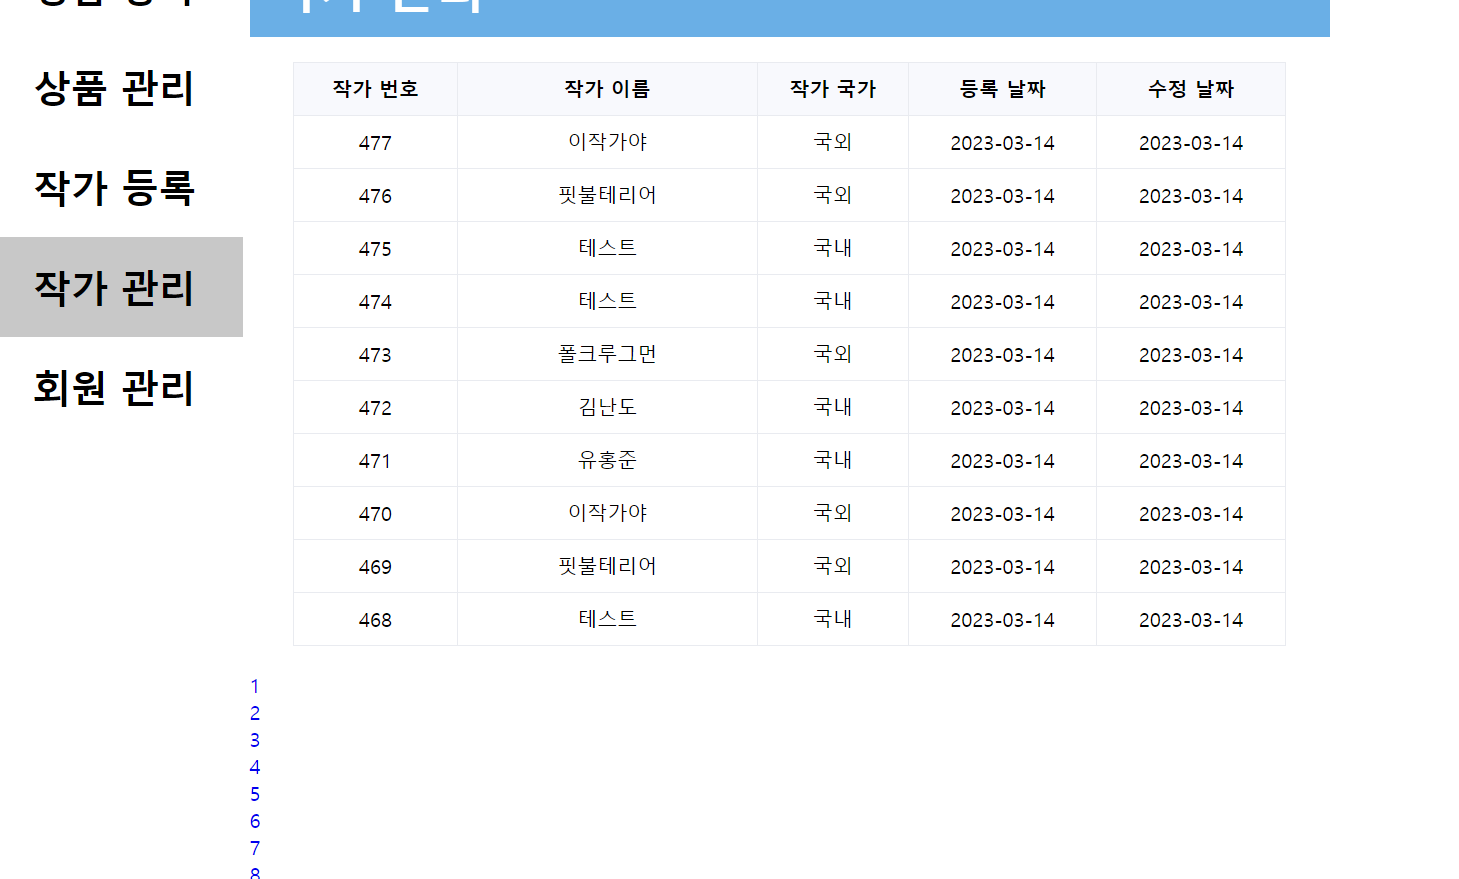 상품 관리
작가 등록
작가 관리
회원 관리
작가 관리
작가 번호 작가 이름 작가 국가 등록 날짜 수정 날짜
477 이작가야 국외 2023-03-14 2023-03-14
476 핏불테리어 국외 2023-03-14 2023-03-14
475 테스트 국내 2023-03-14 2023-03-14
474 테스트 국내 2023-03-14 2023-03-14
473 폴크루그먼 국외 2023-03-14 2023-03-14
472 김난도 국내 2023-03-14 2023-03-14
471 유홍준 국내 2023-03-14 2023-03-14
470 이작가야 국외 2023-03-14 2023-03-14
469 핏불테리어 국외 2023-03-14 2023-03-14
468 테스트 국내 2023-03-14 2023-03-14
1
2
3
4
5
6
7
8